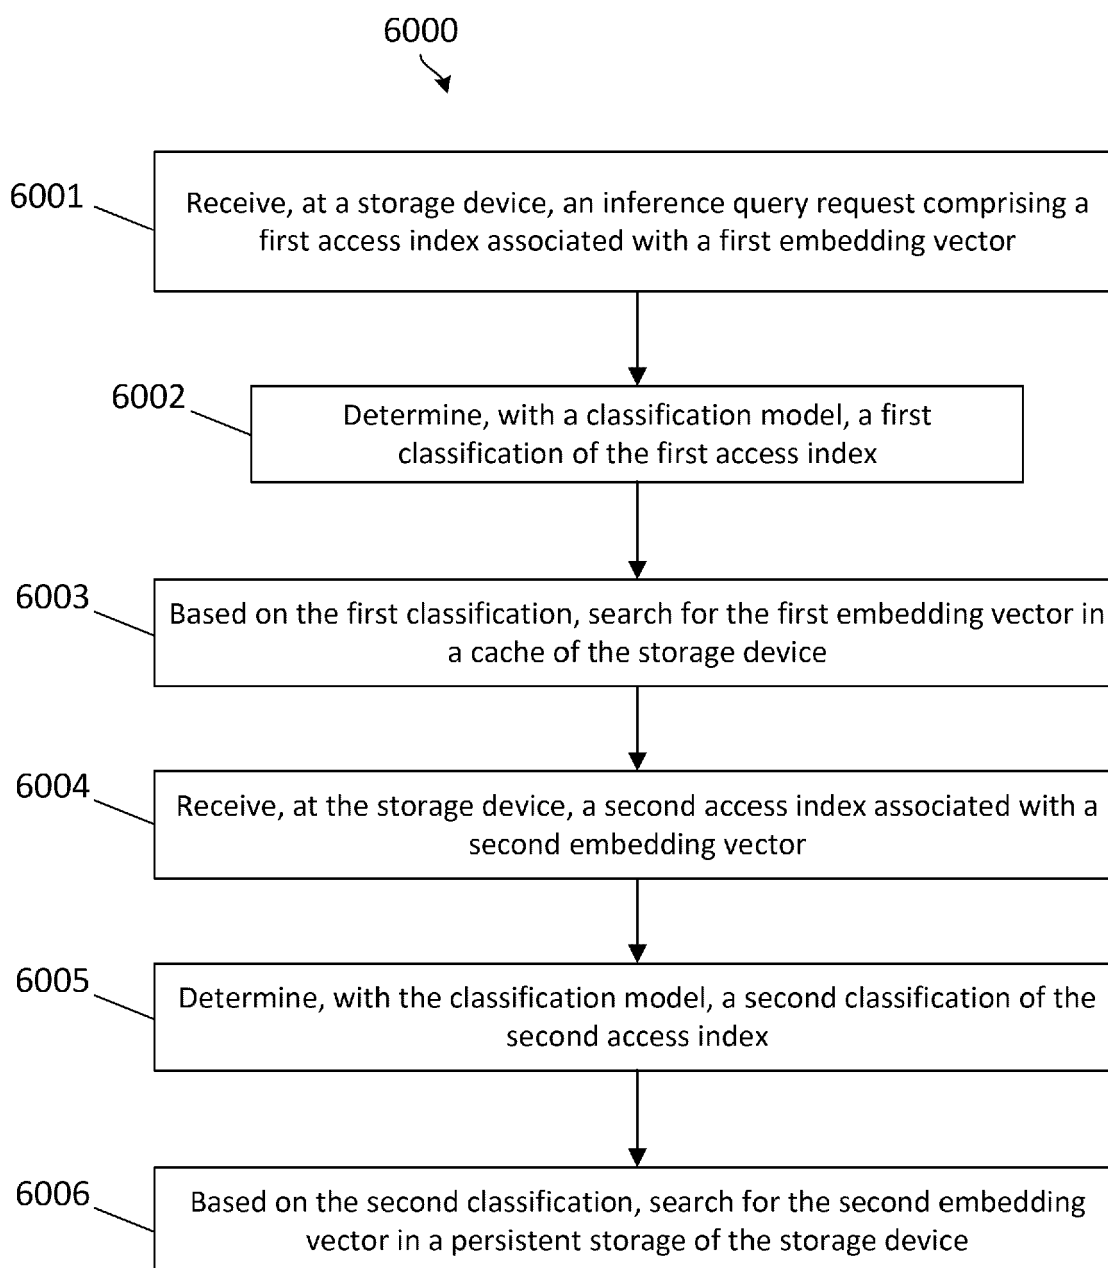 6000
6001
Receive, at a storage device, an inference query request comprising a
first access index associated with a first embedding vector
6002
Determine, with a classification model, a first
classification of the first access index
6003
Based on the first classification, search for the first embedding vector in
a cache of the storage device
6004
Receive, at the storage device, a second access index associated with a
second embedding vector
6005
Determine, with the classification model, a second classification of the
second access index
6006
Based on the second classification, search for the second embedding
vector in a persistent storage of the storage device